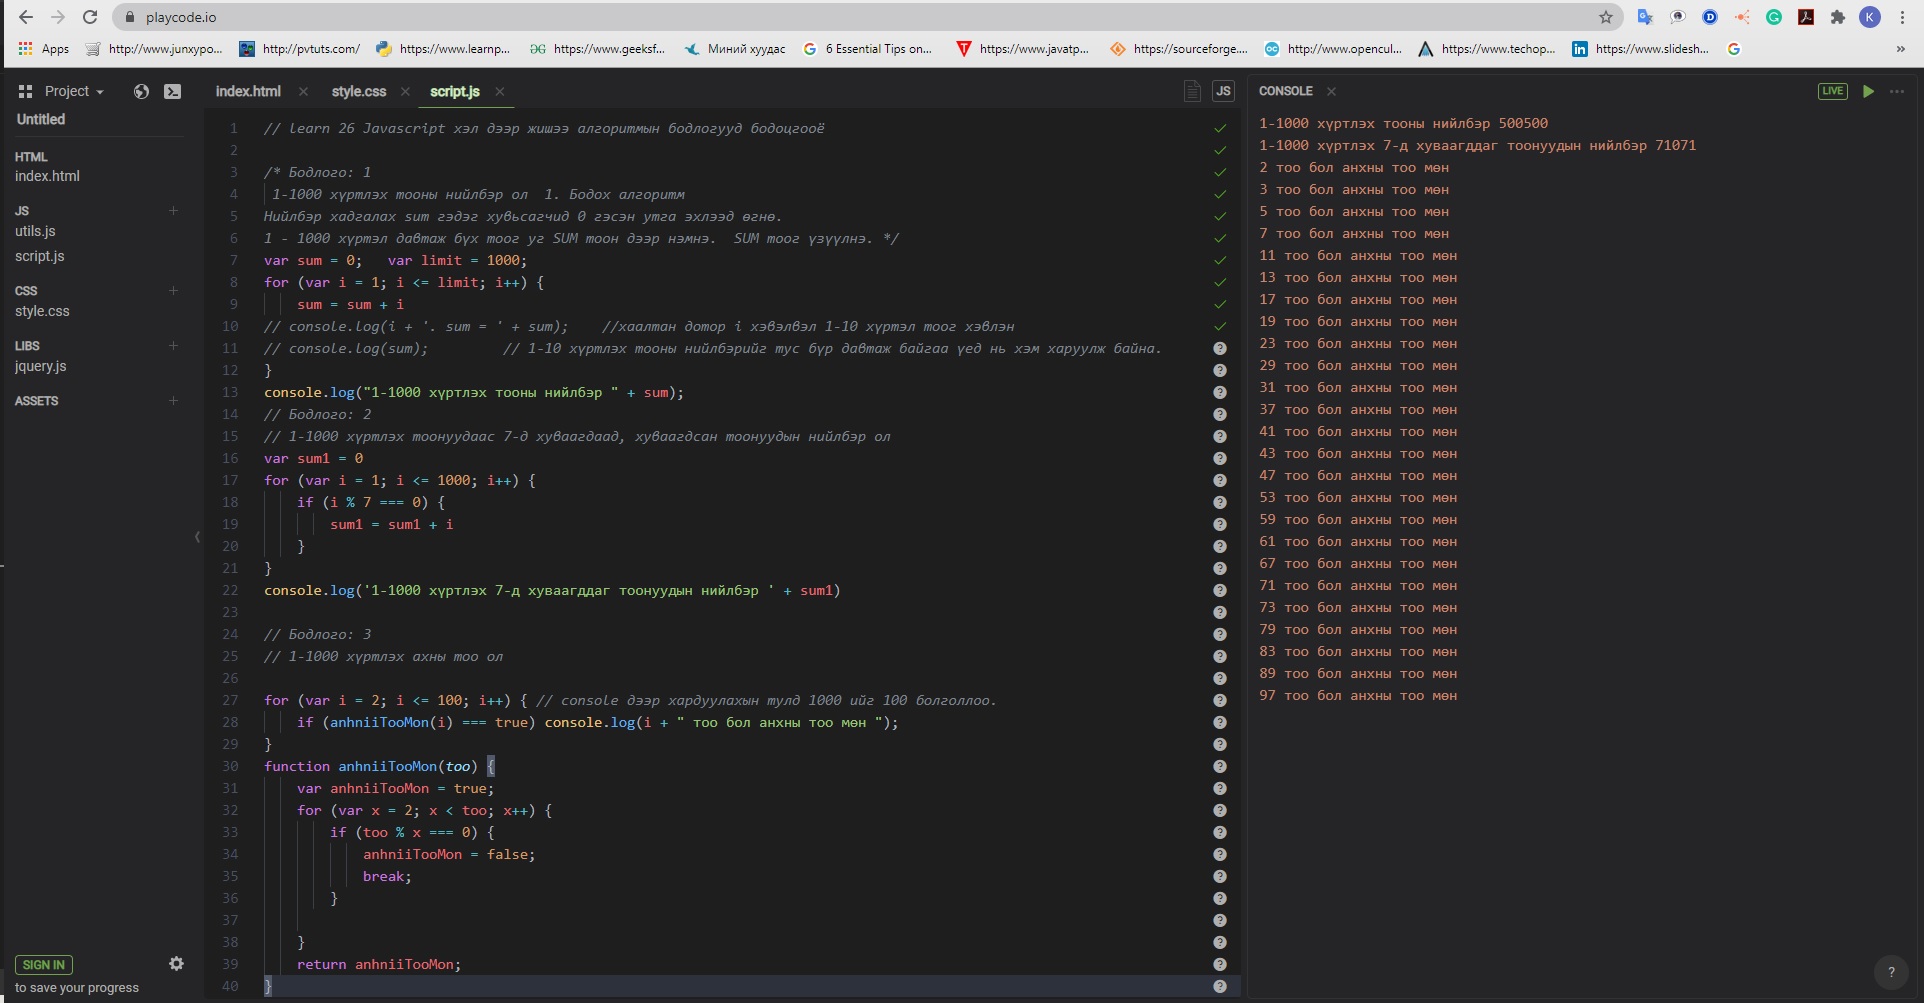 playcode.io
K
Apps
http://www.junxypo...
http://pvtuts.com/
https://www.learnp...
https://www.geeksf...
Миний хуудас
6 Essential Tips on...
https://www.javatp...
https://sourceforge....
http://www.opencul...
https://www.techop...
https://www.slidesh...
»
Project
Untitled
HTML
index.html
JS
utils.js
script.js
CSS
style.css
LIBS
jquery.js
ASSETS
SIGN IN
to save your progress
index.html
style.css
script.js
JS
1 // learn 26 Javascript хэл дээр жишээ алгоритмын бодлогууд бодоцгооё
2
3 /* Бодлого: 1
4 1-1000 хүртлэх тооны нийлбэр ол  1. Бодох алгоритм
5 Нийлбэр хадгалах sum гэдэг хувьсагчид 0 гэсэн утга эхлээд өгнө.
6 1 - 1000 хүртэл давтаж бүх тоог уг SUM тоон дээр нэмнэ.  SUM тоог үзүүлнэ. */
7 var sum = 0;   var limit = 1000;
8 for (var i = 1; i <= limit; i++) {
9     sum = sum + i
10 // console.log(i + '. sum = ' + sum);    //хаалтан дотор i хэвэлвэл 1-10 хүртэл тоог хэвлэн
11 // console.log(sum);         // 1-10 хүртлэх тооны нийлбэрийг тус бүр давтаж байгаа үед нь хэм харуулж байна.
12 }
13 console.log("1-1000 хүртлэх тооны нийлбэр " + sum);
14 // Бодлого: 2
15 // 1-1000 хүртлэх тоонуудаас 7-д хуваагдаад, хуваагдсан тоонуудын нийлбэр ол
16 var sum1 = 0
17 for (var i = 1; i <= 1000; i++) {
18     if (i % 7 === 0) {
19         sum1 = sum1 + i
20     }
21 }
22 console.log('1-1000 хүртлэх 7-д хуваагддаг тоонуудын нийлбэр ' + sum1)
23
24 // Бодлого: 3
25 // 1-1000 хүртлэх ахны тоо ол
26
27 for (var i = 2; i <= 100; i++) { // console дээр хардуулахын тулд 1000 ийг 100 болголлоо.
28     if (anhniiTooMon(i) === true) console.log(i + " тоо бол анхны тоо мөн ");
29 }
30 function anhniiTooMon(too) {
31     var anhniiTooMon = true;
32     for (var x = 2; x < too; x++) {
33         if (too % x === 0) {
34             anhniiTooMon = false;
35             break;
36         }
37
38     }
39     return anhniiTooMon;
40 }
CONSOLE
LIVE
1-1000 хүртлэх тооны нийлбэр 500500
1-1000 хүртлэх 7-д хуваагддаг тоонуудын нийлбэр 71071
2 тоо бол анхны тоо мөн
3 тоо бол анхны тоо мөн
5 тоо бол анхны тоо мөн
7 тоо бол анхны тоо мөн
11 тоо бол анхны тоо мөн
13 тоо бол анхны тоо мөн
17 тоо бол анхны тоо мөн
19 тоо бол анхны тоо мөн
23 тоо бол анхны тоо мөн
29 тоо бол анхны тоо мөн
31 тоо бол анхны тоо мөн
37 тоо бол анхны тоо мөн
41 тоо бол анхны тоо мөн
43 тоо бол анхны тоо мөн
47 тоо бол анхны тоо мөн
53 тоо бол анхны тоо мөн
59 тоо бол анхны тоо мөн
61 тоо бол анхны тоо мөн
67 тоо бол анхны тоо мөн
71 тоо бол анхны тоо мөн
73 тоо бол анхны тоо мөн
79 тоо бол анхны тоо мөн
83 тоо бол анхны тоо мөн
89 тоо бол анхны тоо мөн
97 тоо бол анхны тоо мөн
?